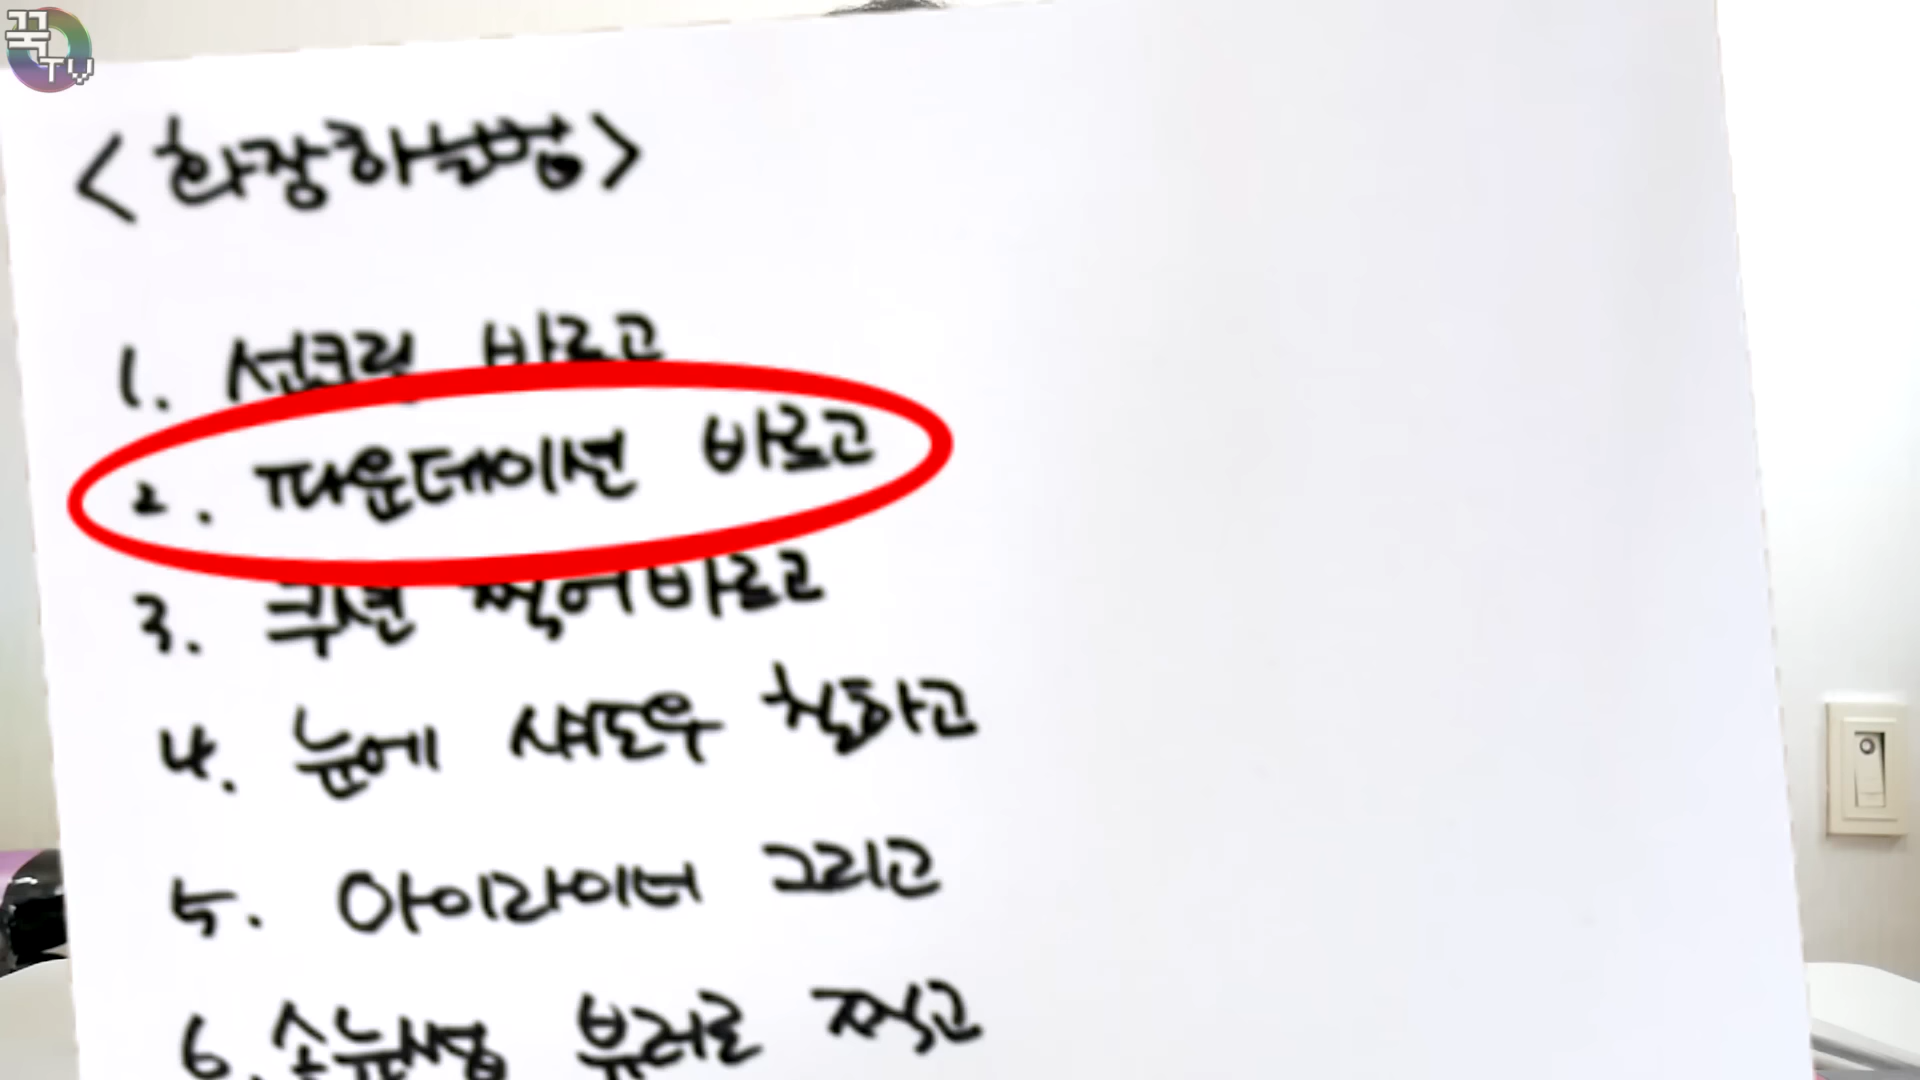 꾹TV
<화장하는법>
1. 선크림 바르고
2. 파운데이션 바르고
3. 쿠션 찍어바르고
4. 눈에 섀도우 칠하고
5. 아이라이너 그리고
6. 속눈썹 뷰러로 찍고